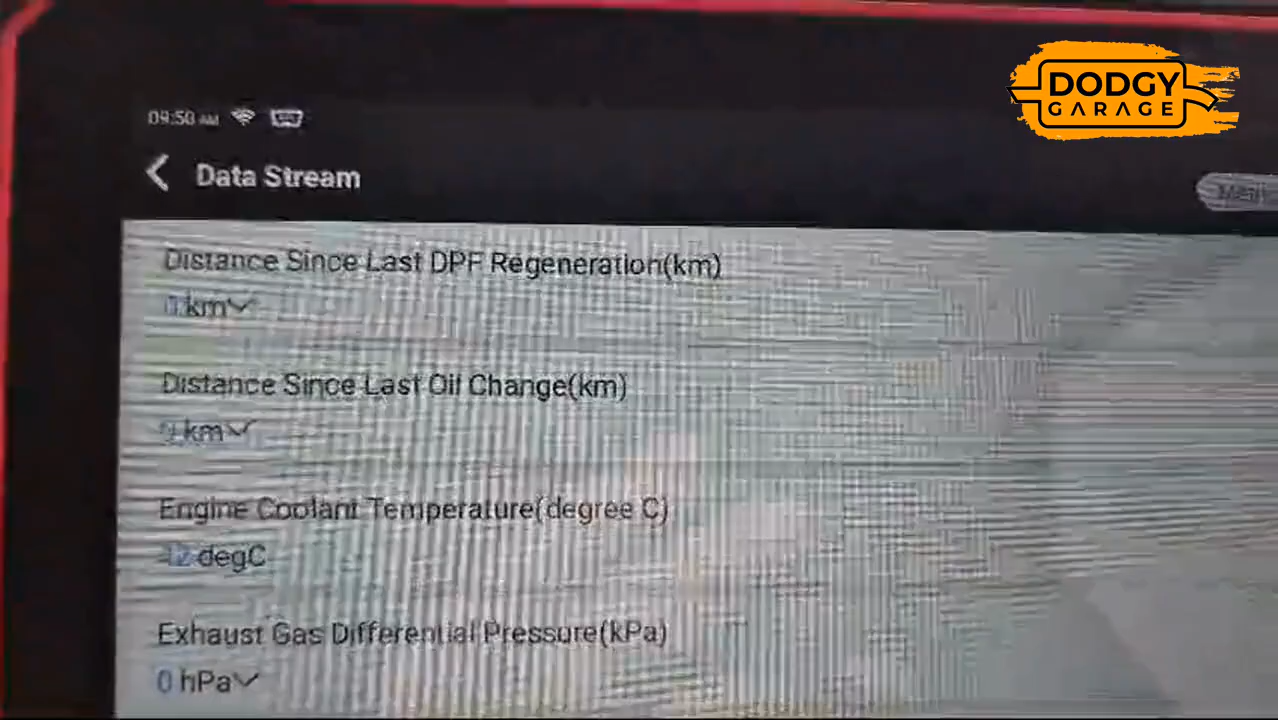 DODGY
GARAGE
09:50 AM
Data Stream
Distance Since Last DPF Regeneration(km)
km
Distance Since Last Oil Change(km)
km
Engine Coolant Temperature(degree C)
degC
Exhaust Gas Differential Pressure(kPa)
0 hPa